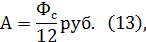 А = Фс/12 руб. (13),